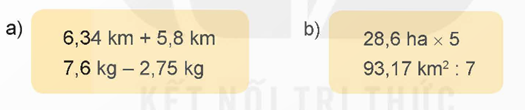 a)
6,34 km + 5,8 km
7,6 kg – 2,75 kg
b)
28,6 ha × 5
93,17 km² : 7
KẾT NỐI TRI THỨC